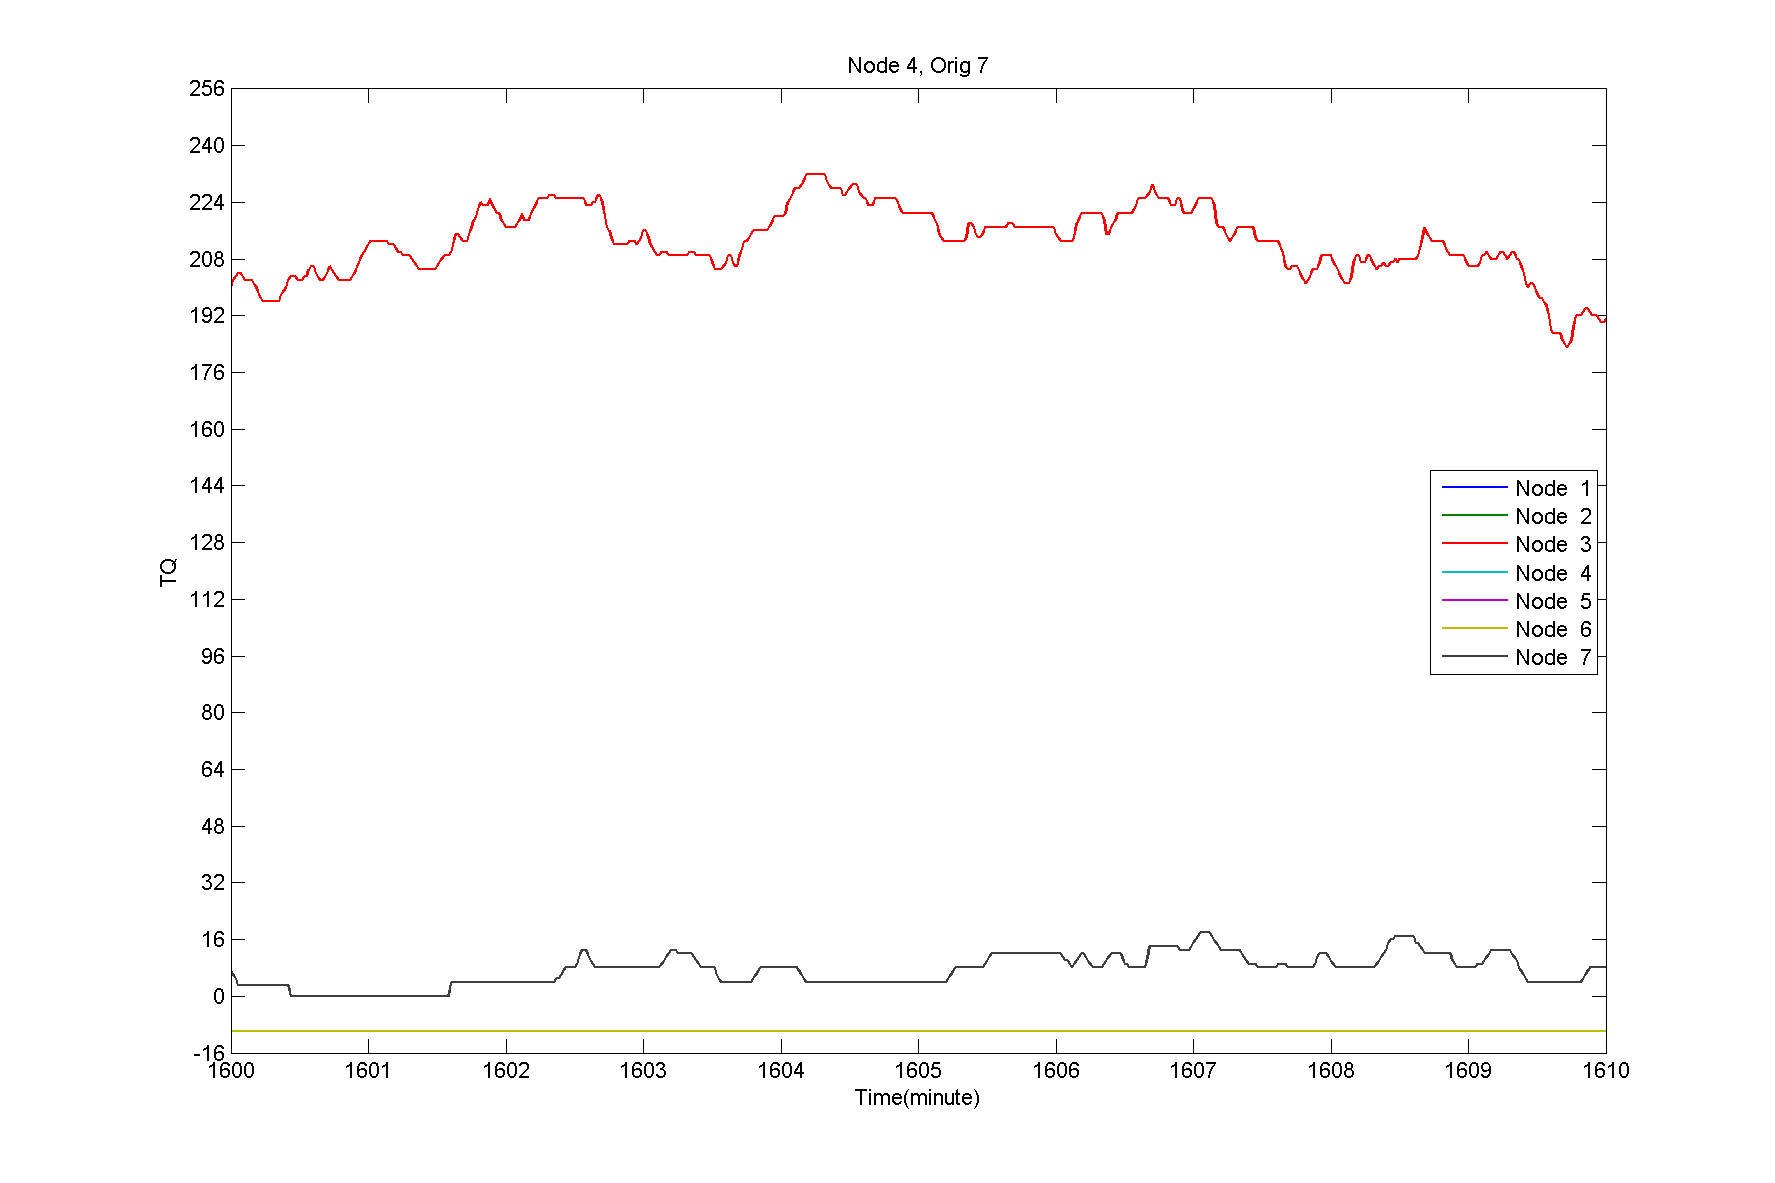 Node 4, Orig 7
256
240
224
208
192
176
160
144
128
112
96
80
64
48
32
16
0
-16
TQ
Node 1
Node 2
Node 3
Node 4
Node 5
Node 6
Node 7
1600 1601 1602 1603 1604 1605 1606 1607 1608 1609 1610
Time(minute)